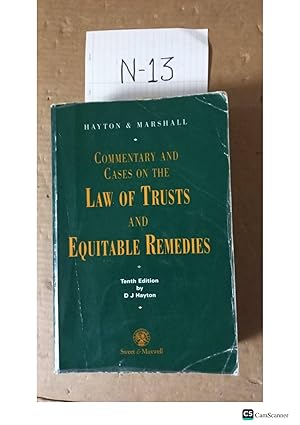 N-13
HAYTON & MARSHALL
COMMENTARY AND
CASES ON THE
LAW OF TRUSTS
AND
EQUITABLE REMEDIES
Tenth Edition
by
D J Hayton
Sweet & Maxwell
CS CamScanner